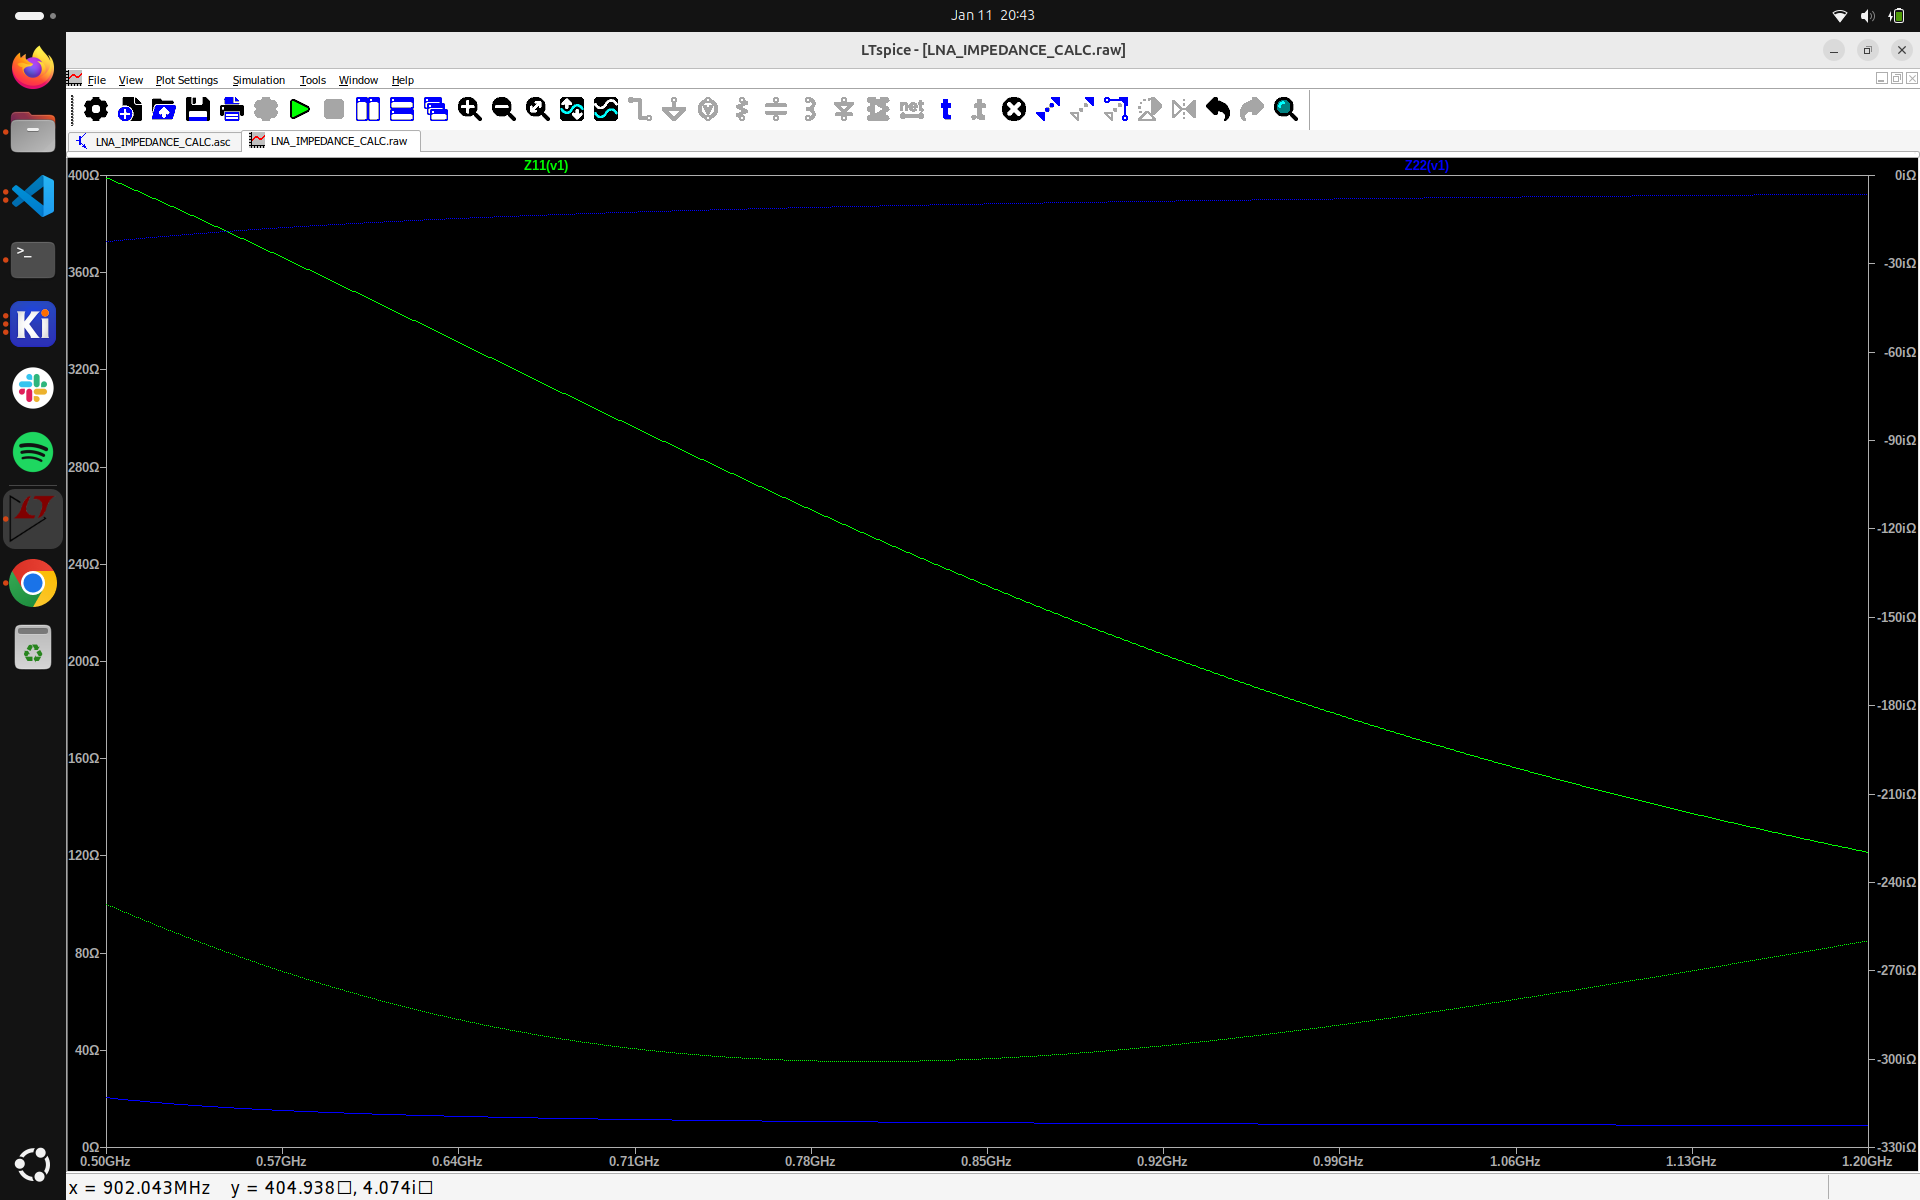 Jan 11 20:43
LTspice - [LNA_IMPEDANCE_CALC.raw]
File View Plot Settings Simulation Tools Window Help
net t t
LNA_IMPEDANCE_CALC.asc LNA_IMPEDANCE_CALC.raw
Z11(v1) Z22(v1)
400Ω 0iΩ
360Ω -30iΩ
320Ω -60iΩ
280Ω -90iΩ
240Ω -120iΩ
200Ω -150iΩ
160Ω -180iΩ
120Ω -210iΩ
80Ω -240iΩ
40Ω -270iΩ
0Ω -300iΩ
-330iΩ
0.50GHz 0.57GHz 0.64GHz 0.71GHz 0.78GHz 0.85GHz 0.92GHz 0.99GHz 1.06GHz 1.13GHz 1.20GHz
x = 902.043MHz y = 404.938□, 4.074i□
>_
Ki
LT